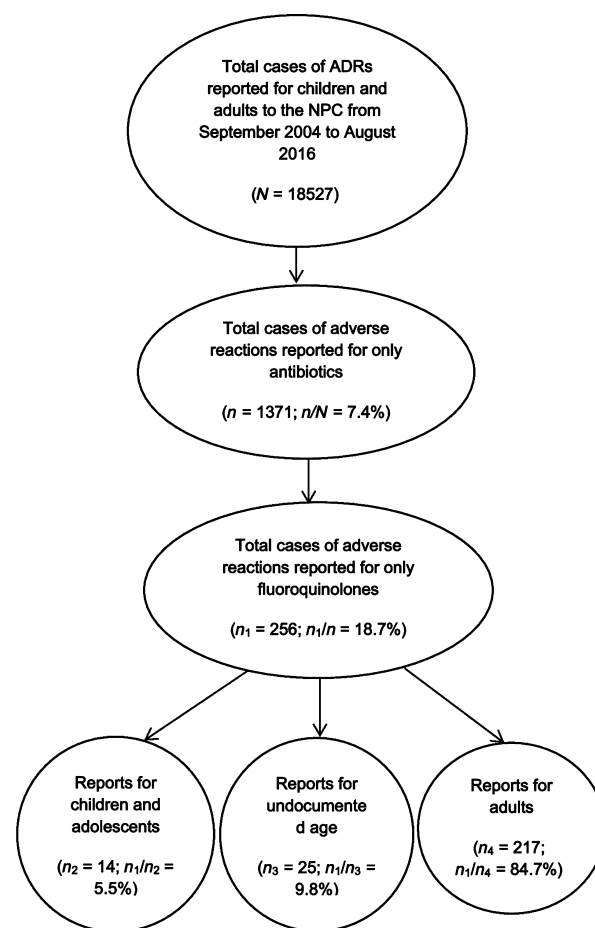 Total cases of ADRs
reported for children and
adults to the NPC from
September 2004 to August
2016
(N = 18527)
Total cases of adverse
reactions reported for only
antibiotics
(n = 1371; n/N = 7.4%)
Total cases of adverse
reactions reported for only
fluoroquinolones
(n₁ = 256; n₁/n = 18.7%)
Reports for
children and
adolescents
(n₂ = 14; n₁/n₂ =
5.5%)
Reports for
undocumente
d age
(n₃ = 25; n₁/n₃ =
9.8%)
Reports for
adults
(n₄ = 217;
n₁/n₄ = 84.7%)